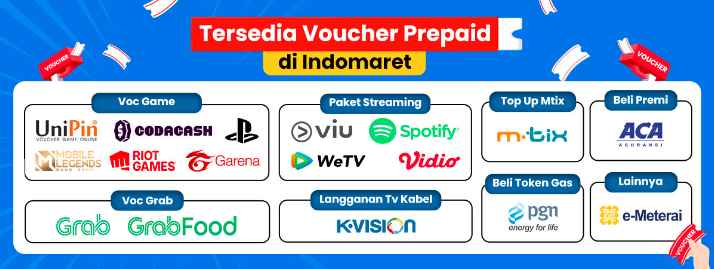 Tersedia Voucher Prepaid
di Indomaret
VOUCHER
VOUCHER
Voc Game
UniPin
VOUCHER GAME ONLINE
CODACASH
MOBILE
LEGENDS
BANG BANG
RIOT
GAMES
Garena
Paket Streaming
viu
Spotify
WeTV
Vidio
Top Up Mtix
m·tix
Beli Premi
ACA
ASURANSI
Voc Grab
Grab
GrabFood
Langganan Tv Kabel
K-VISION
Beli Token Gas
pgn
energy for life
Lainnya
e-Meterai
VOUCHER